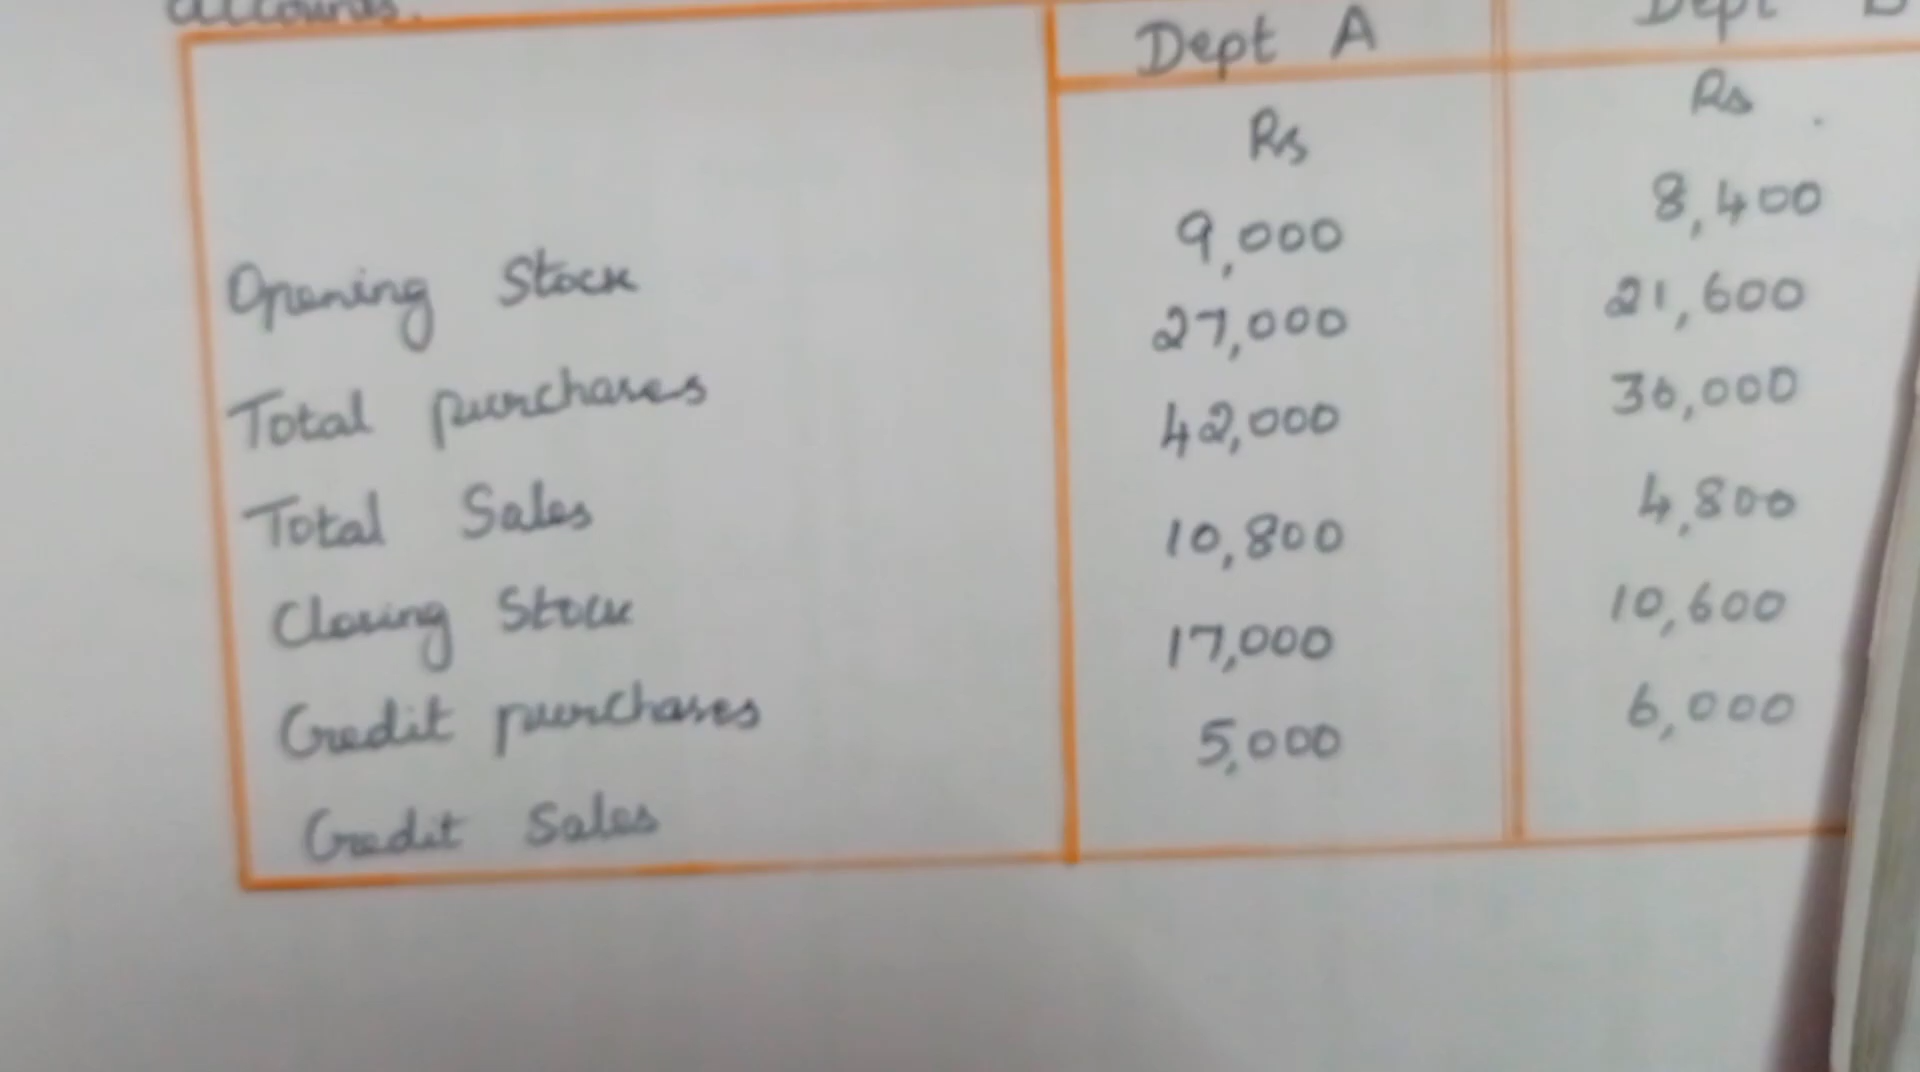 accounts.
Dept A Dept B
Rs Rs.
Opening Stock 9,000 8,400
Total purchases 27,000 21,600
Total Sales 42,000 36,000
Closing Stock 10,800 4,800
Credit purchases 17,000 10,600
Credit Sales 5,000 6,000